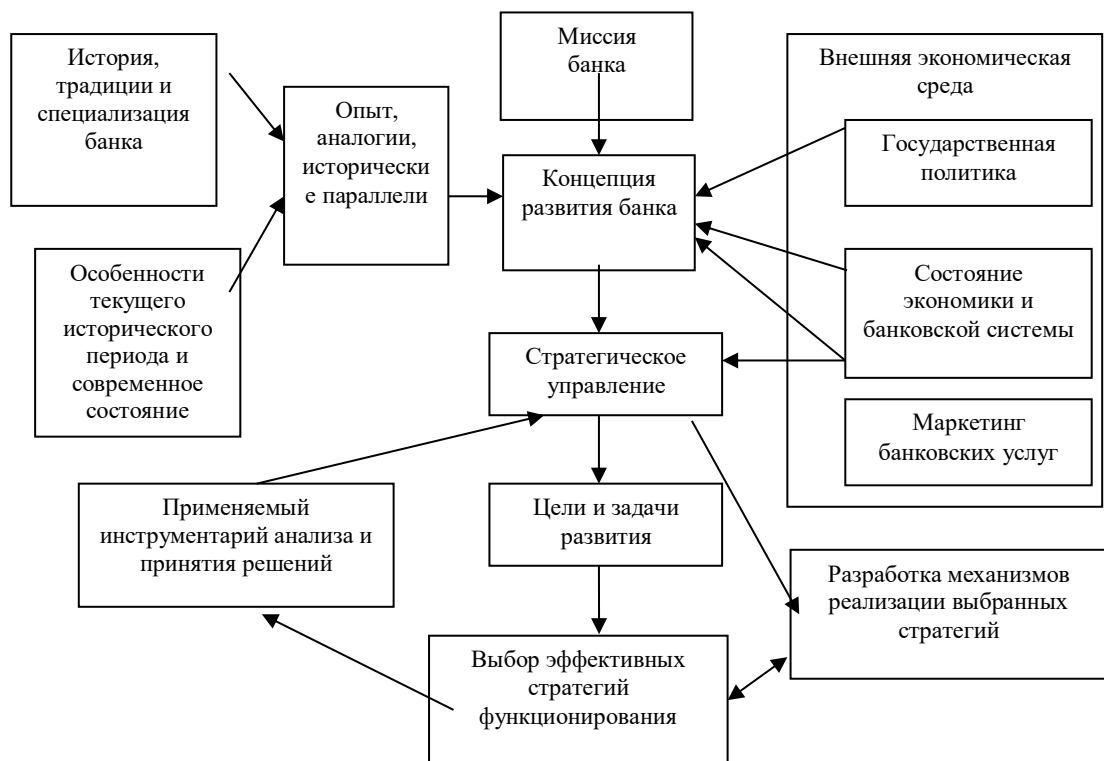 История,
традиции и
специализация
банка
Миссия
банка
Внешняя экономическая
среда
Опыт,
аналогии,
исторически
е параллели
Государственная
политика
Концепция
развития банка
Особенности
текущего
исторического
периода и
современное
состояние
Состояние
экономики и
банковской системы
Стратегическое
управление
Маркетинг
банковских услуг
Применяемый
инструментарий анализа и
принятия решений
Цели и задачи
развития
Разработка механизмов
реализации выбранных
стратегий
Выбор эффективных
стратегий
функционирования